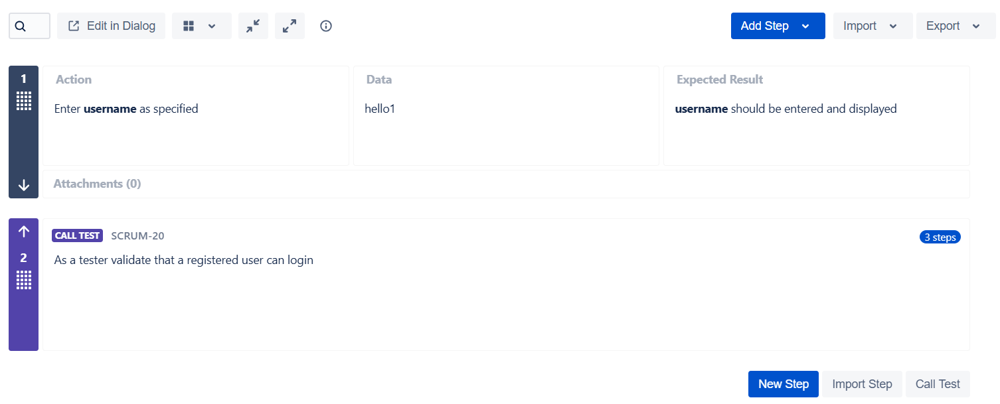 Edit in Dialog
Add Step
Import
Export
1
Action
Data
Expected Result
Enter username as specified
hello1
username should be entered and displayed
Attachments (0)
CALL TEST SCRUM-20
3 steps
2
As a tester validate that a registered user can login
New Step
Import Step
Call Test